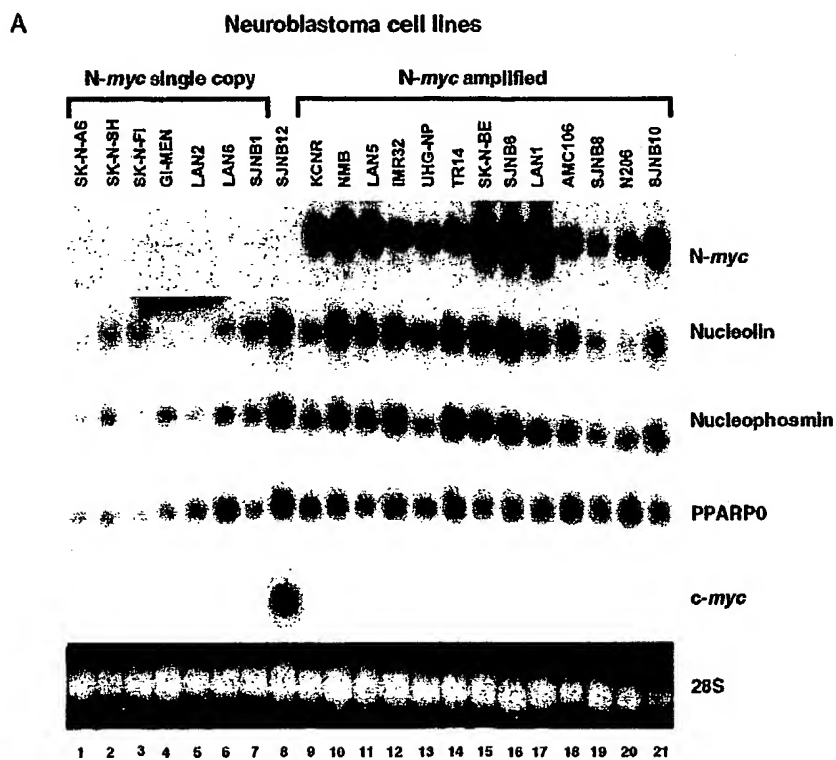 A
Neuroblastoma cell lines
N-myc single copy
N-myc amplified
SK-N-AS
SK-N-SH
SK-N-FI
GI-MEN
LAN2
LAN6
SJNB1
SJNB12
KCNR
NMB
LAN5
IMR32
UHG-NP
TR14
SK-N-BE
SJNB6
LAN1
AMC106
SJNB8
N206
SJNB10
N-myc
Nucleolin
Nucleophosmin
PPARP0
c-myc
28S
1 2 3 4 5 6 7 8 9 10 11 12 13 14 15 16 17 18 19 20 21